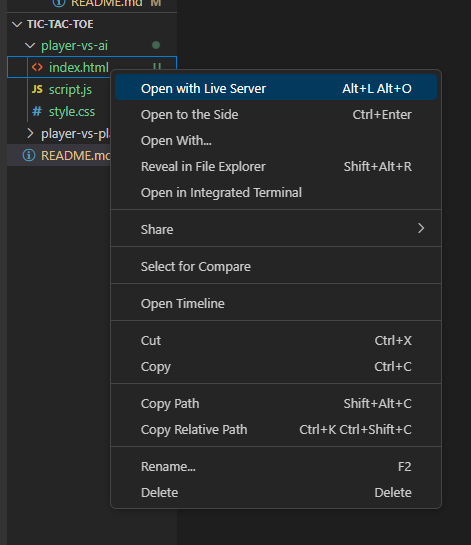 README.md M
TIC-TAC-TOE
player-vs-ai
index.html U
script.js
style.css
player-vs-pl
README.md
Open with Live Server Alt+L Alt+O
Open to the Side Ctrl+Enter
Open With...
Reveal in File Explorer Shift+Alt+R
Open in Integrated Terminal
Share
Select for Compare
Open Timeline
Cut Ctrl+X
Copy Ctrl+C
Copy Path Shift+Alt+C
Copy Relative Path Ctrl+K Ctrl+Shift+C
Rename... F2
Delete Delete